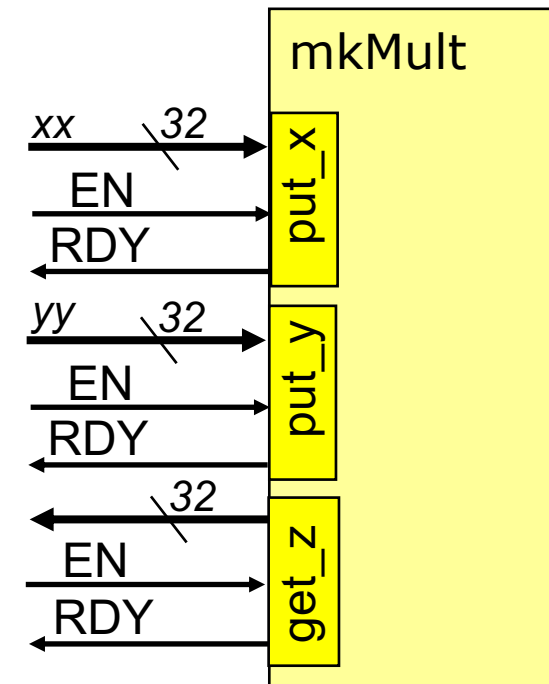 mkMult
xx 32
EN
RDY
put_x
yy 32
EN
RDY
put_y
32
EN
RDY
get_z